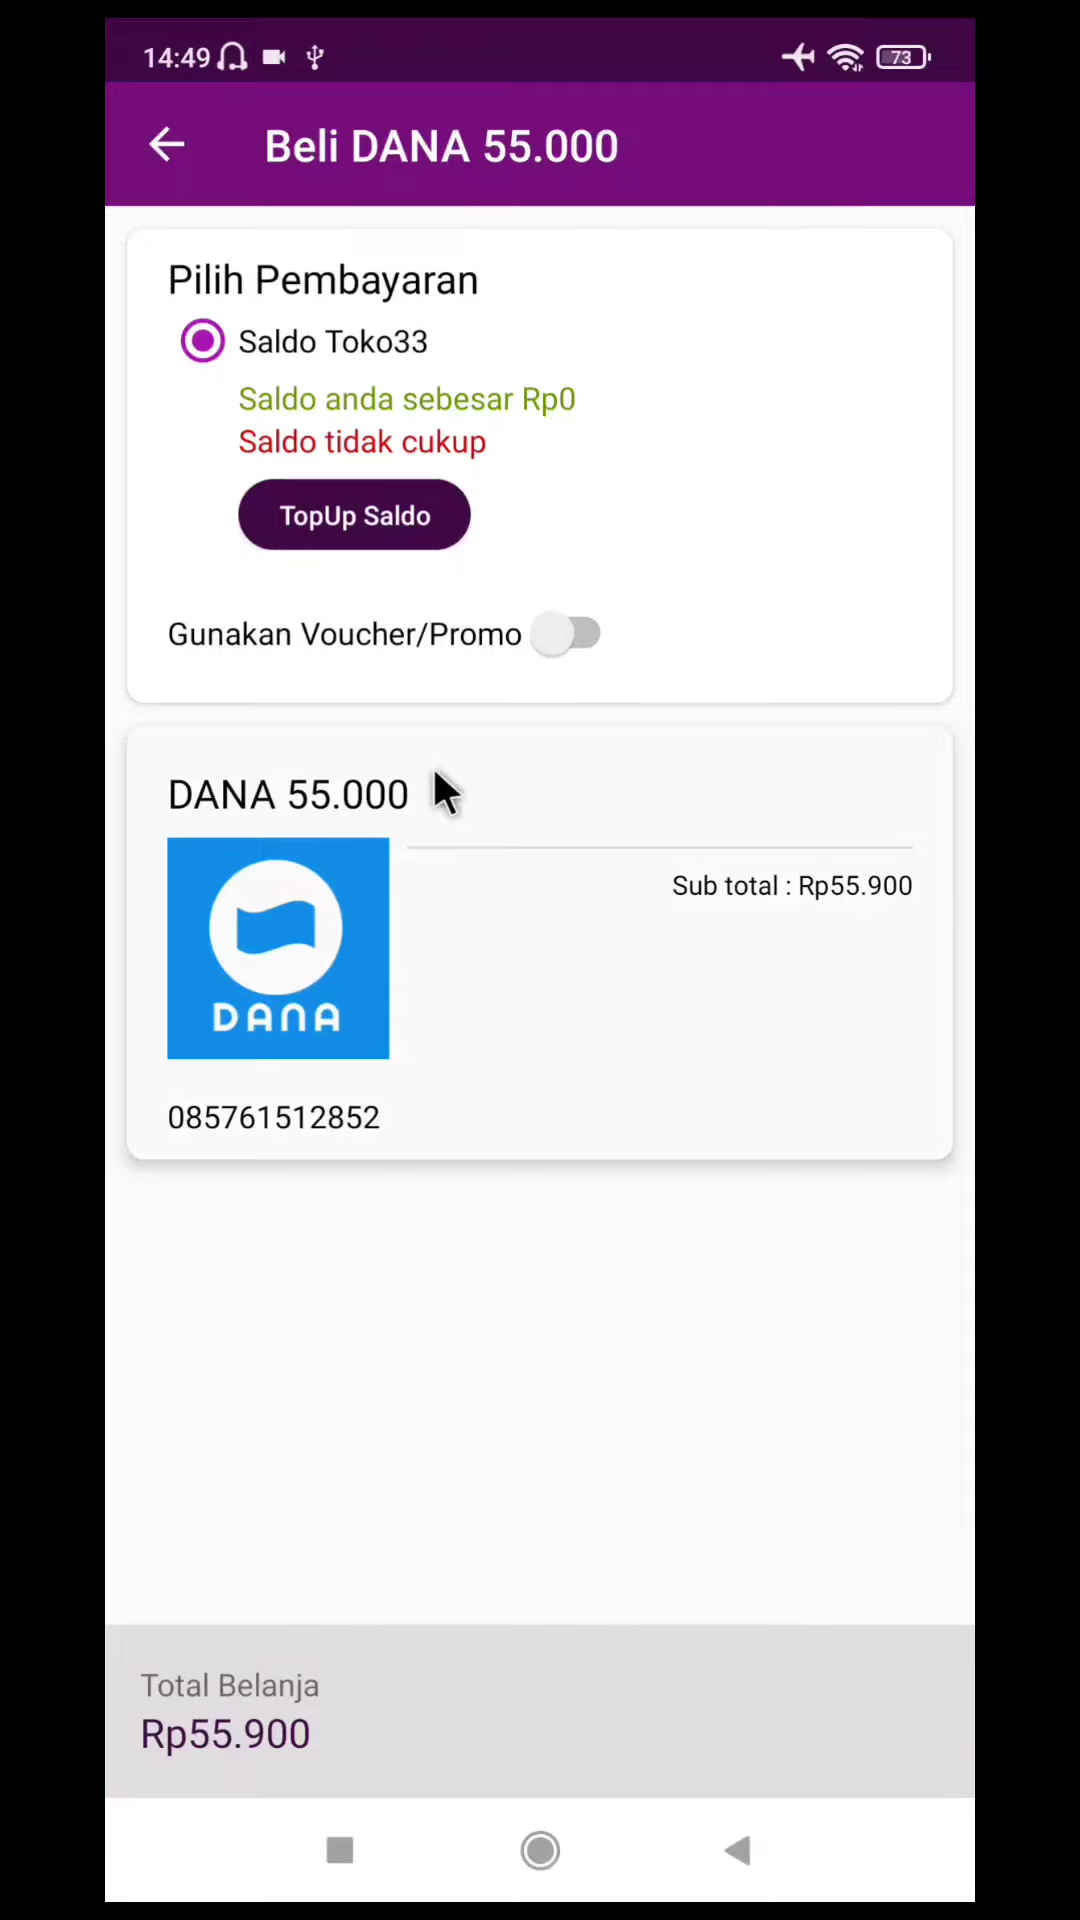 14:49
73
Beli DANA 55.000
Pilih Pembayaran
Saldo Toko33
Saldo anda sebesar Rp0
Saldo tidak cukup
TopUp Saldo
Gunakan Voucher/Promo
DANA 55.000
Sub total : Rp55.900
DANA
085761512852
Total Belanja
Rp55.900